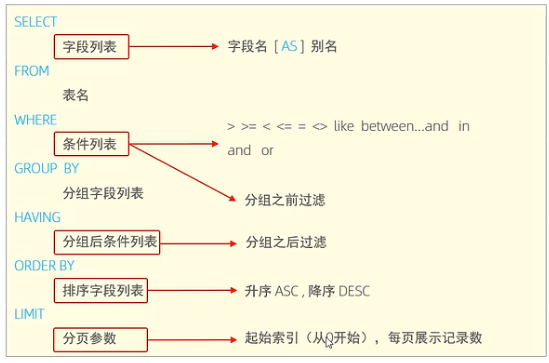 SELECT
字段列表 字段名 [ AS ] 别名
FROM
表名
WHERE
> >= < <= = <> like between...and in
条件列表
and or
GROUP BY
分组字段列表 分组之前过滤
HAVING
分组后条件列表 分组之后过滤
ORDER BY
排序字段列表 升序 ASC , 降序 DESC
LIMIT
分页参数 起始索引（从0开始），每页展示记录数